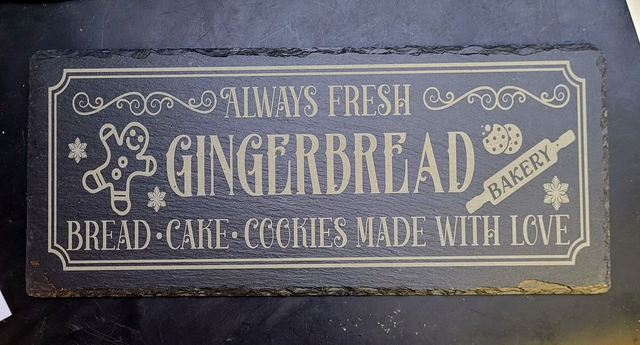 ALWAYS FRESH
GINGERBREAD
BAKERY
BREAD·CAKE·COOKIES MADE WITH LOVE